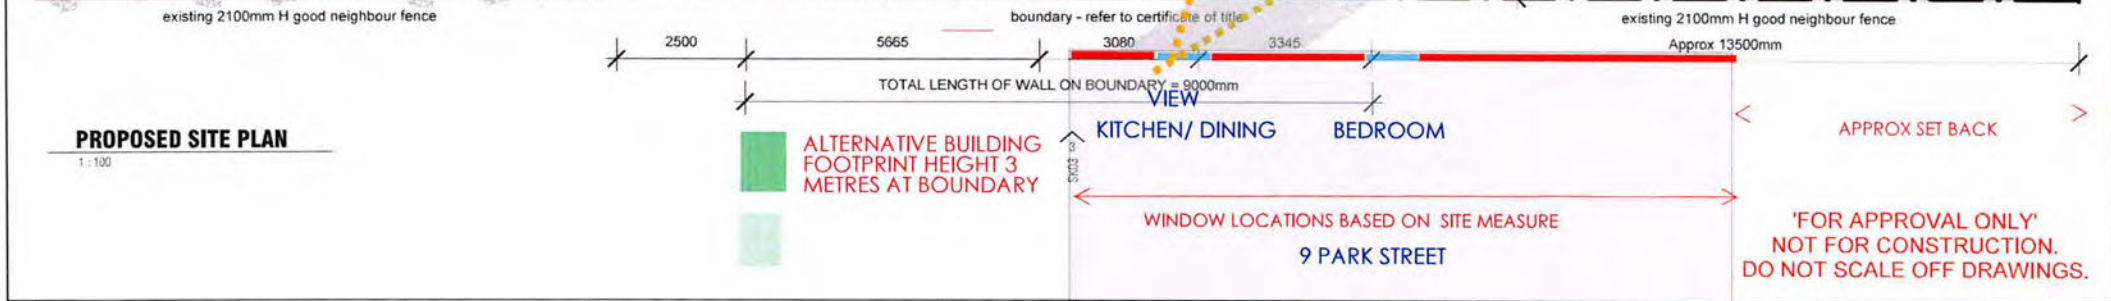 existing 2100mm H good neighbour fence
boundary - refer to certificate of title
existing 2100mm H good neighbour fence
2500
5665
3080
3345
Approx 13500mm
TOTAL LENGTH OF WALL ON BOUNDARY = 9000mm
VIEW
KITCHEN/ DINING
BEDROOM
APPROX SET BACK
PROPOSED SITE PLAN
1 : 100
ALTERNATIVE BUILDING
FOOTPRINT HEIGHT 3
METRES AT BOUNDARY
3
SK03
WINDOW LOCATIONS BASED ON SITE MEASURE
9 PARK STREET
'FOR APPROVAL ONLY'
NOT FOR CONSTRUCTION.
DO NOT SCALE OFF DRAWINGS.